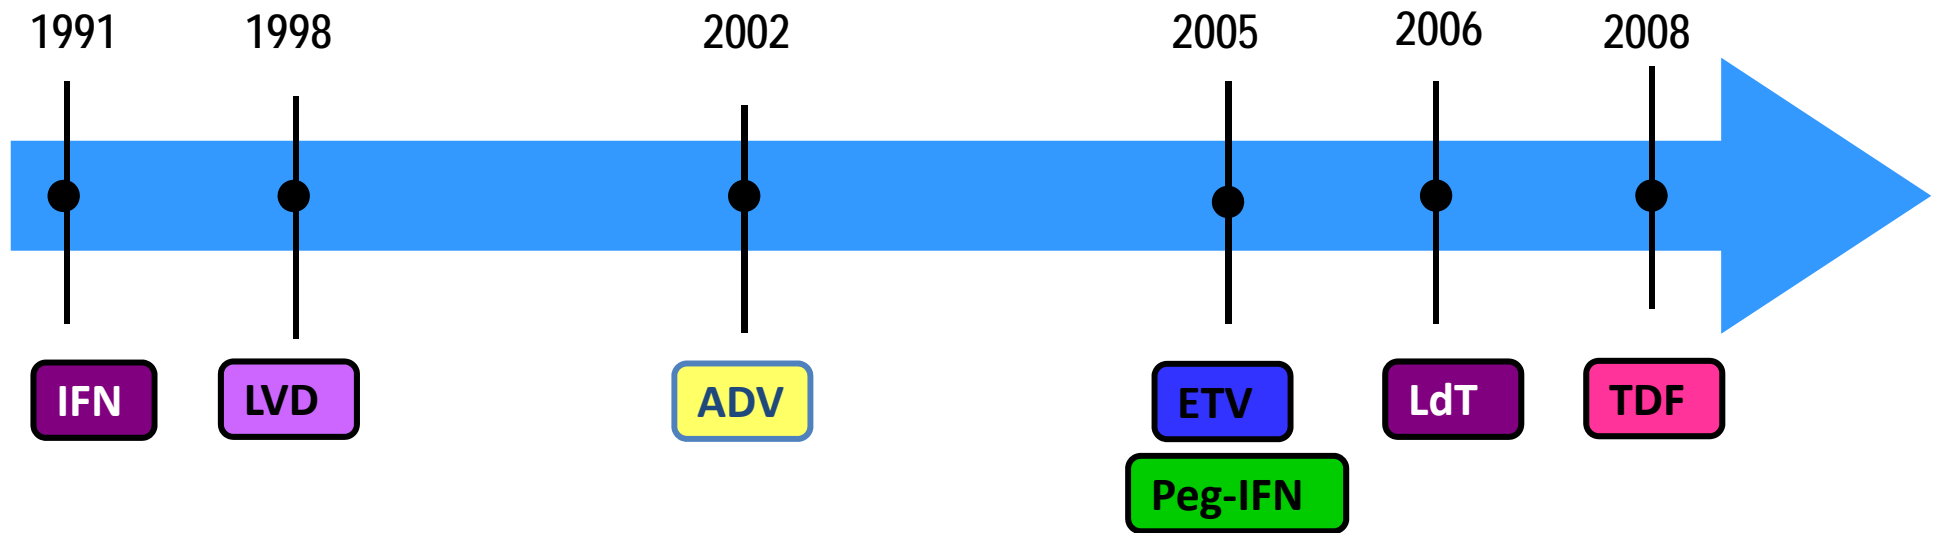 1991 1998 2002 2005 2006 2008
IFN LVD ADV ETV LdT TDF
Peg-IFN